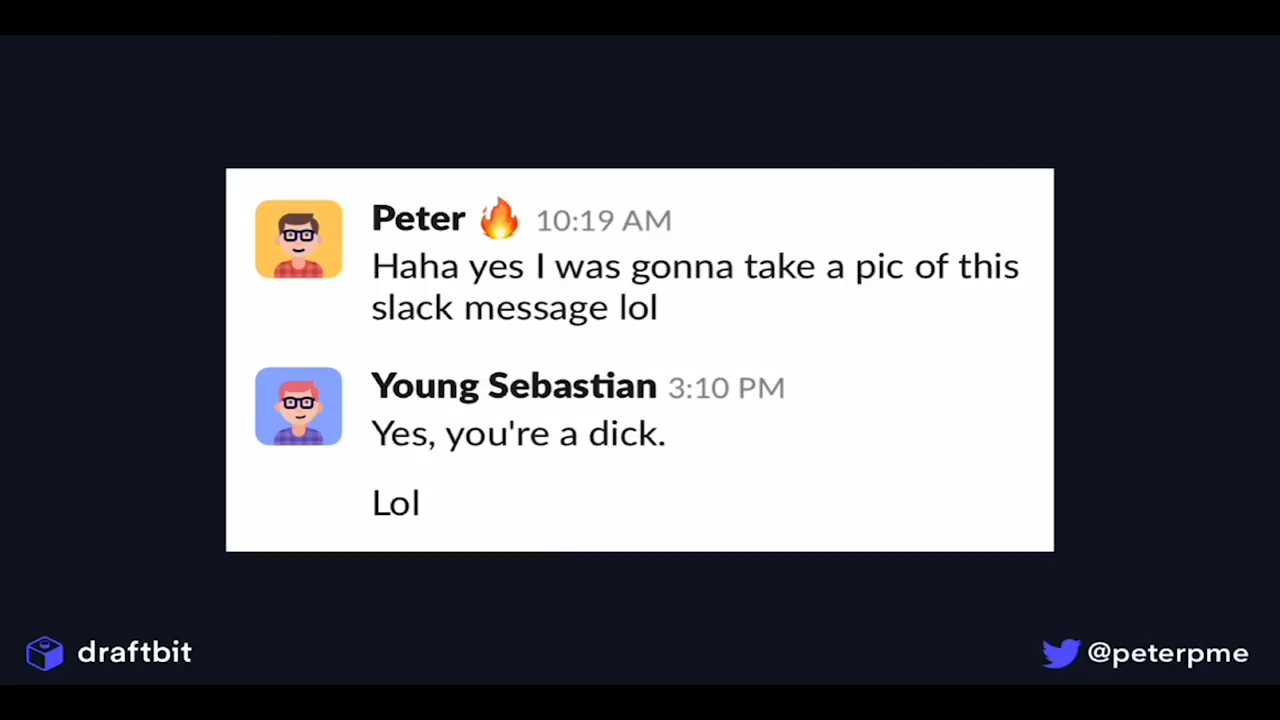 Peter 🔥 10:19 AM
Haha yes I was gonna take a pic of this
slack message lol
Young Sebastian 3:10 PM
Yes, you're a dick.
Lol
draftbit
@peterpme